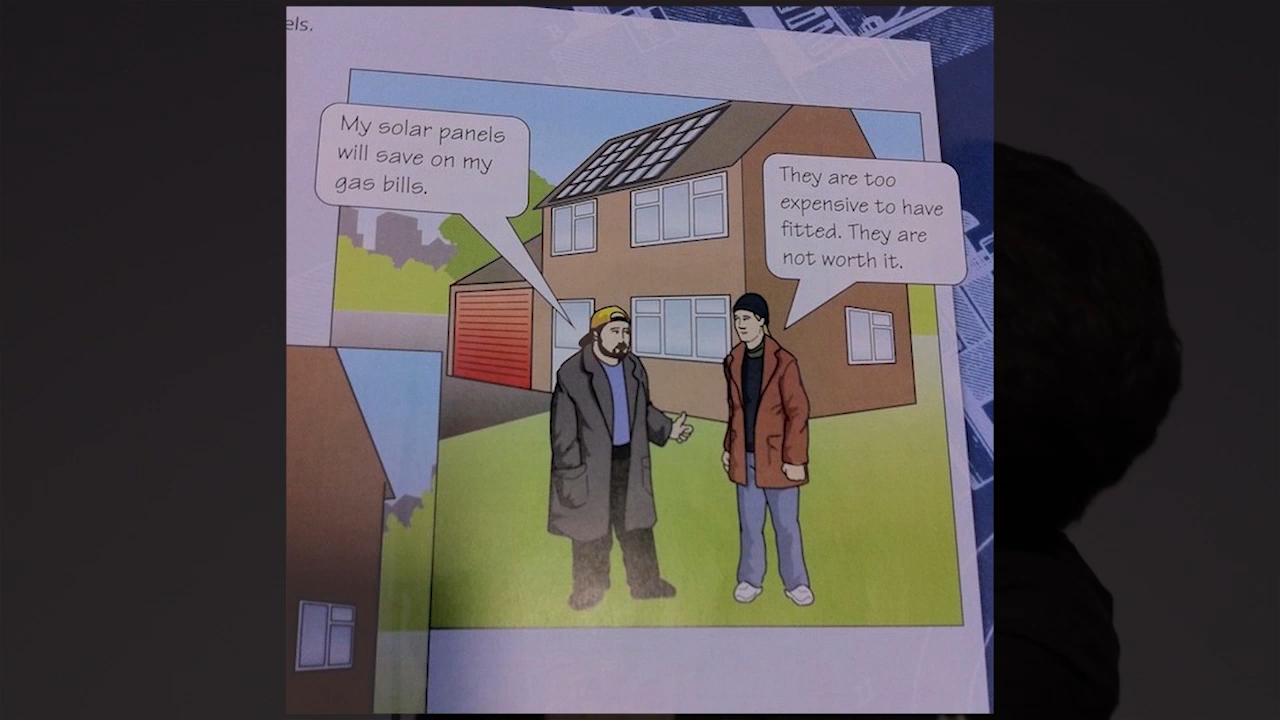 els.
My solar panels
will save on my
gas bills.
They are too
expensive to have
fitted. They are
not worth it.